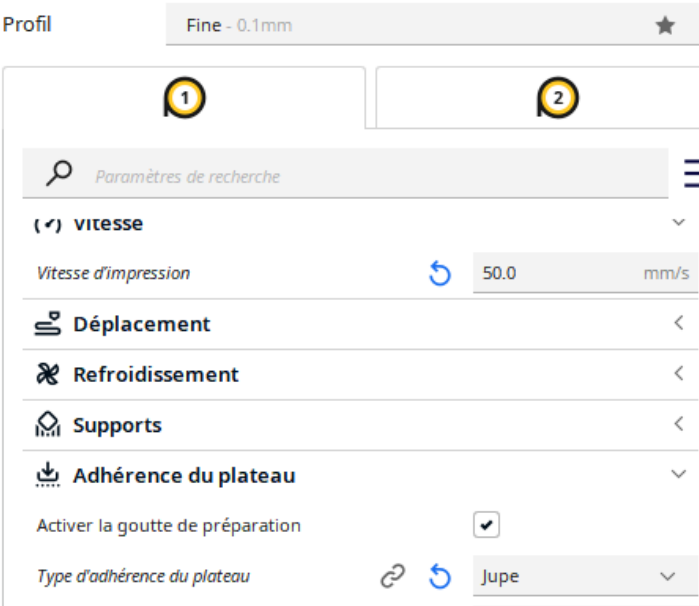 Profil Fine - 0.1mm
1 2
Paramètres de recherche
Vitesse
Vitesse d'impression 50.0 mm/s
Déplacement
Refroidissement
Supports
Adhérence du plateau
Activer la goutte de préparation
Type d'adhérence du plateau Jupe